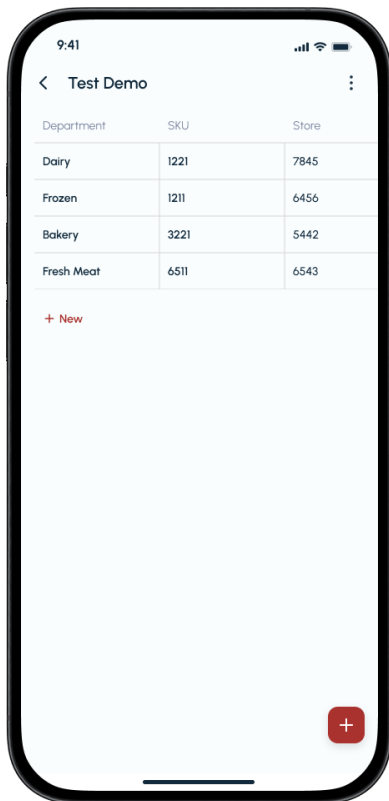 9:41
Test Demo
Department SKU Store
Dairy 1221 7845
Frozen 1211 6456
Bakery 3221 5442
Fresh Meat 6511 6543
+ New
+